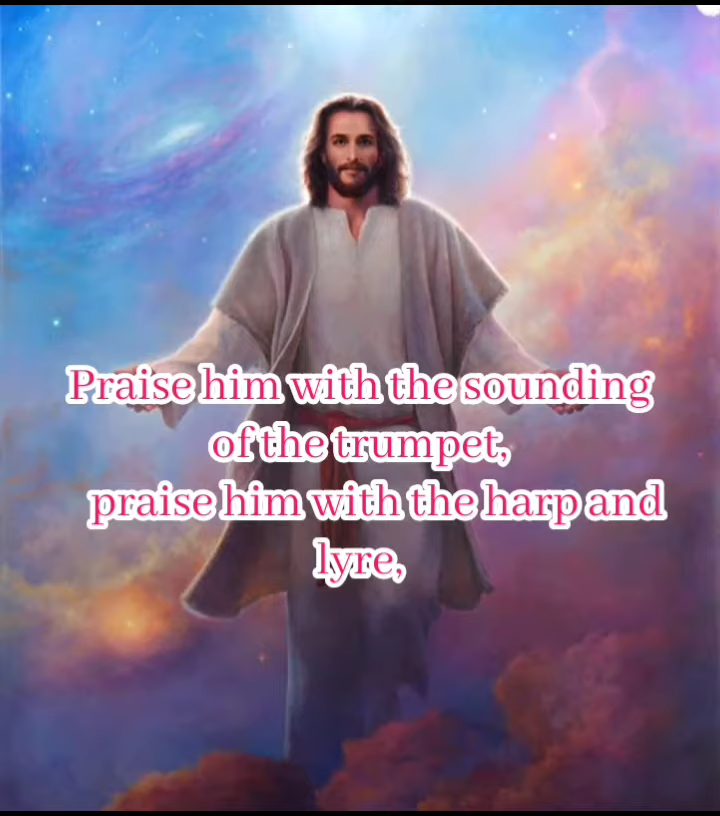 Praise him with the sounding
of the trumpet,
praise him with the harp and
lyre,